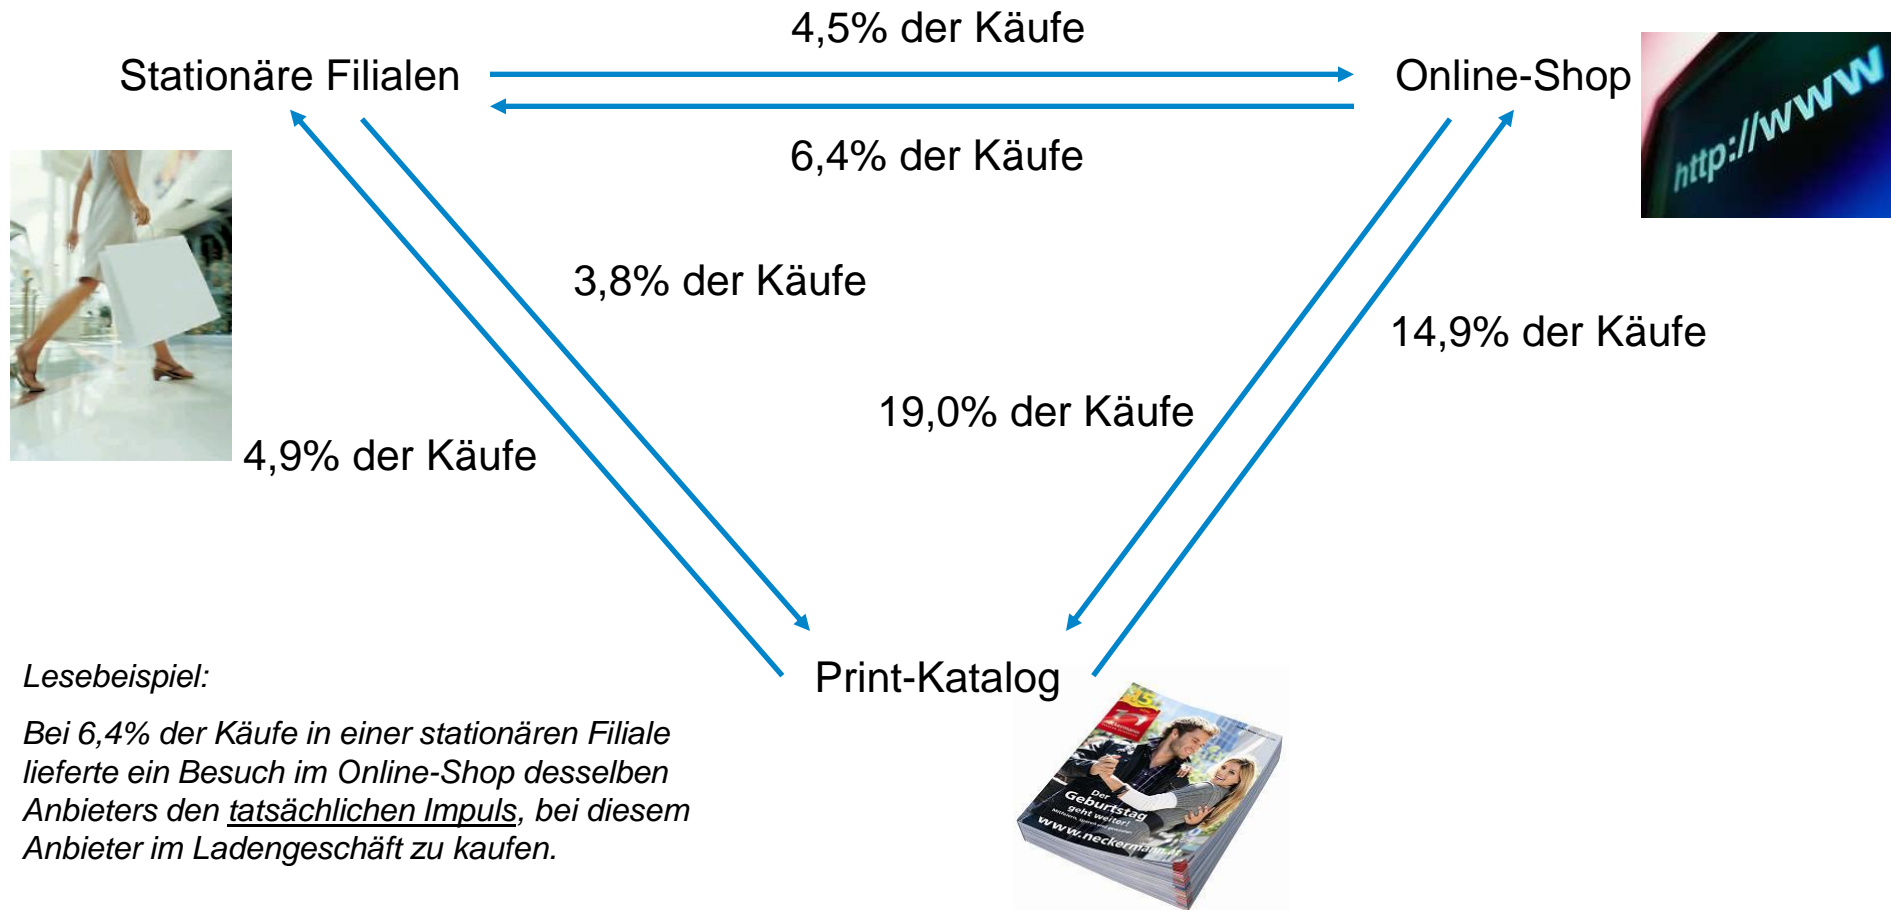 4,5% der Käufe
Stationäre Filialen
Online-Shop
http://www
6,4% der Käufe
3,8% der Käufe
14,9% der Käufe
19,0% der Käufe
4,9% der Käufe
Print-Katalog
Lesebeispiel:
Bei 6,4% der Käufe in einer stationären Filiale
lieferte ein Besuch im Online-Shop desselben
Anbieters den tatsächlichen Impuls, bei diesem
Anbieter im Ladengeschäft zu kaufen.
Der
Geburtstag
geht weiter!
www.neckermann.at